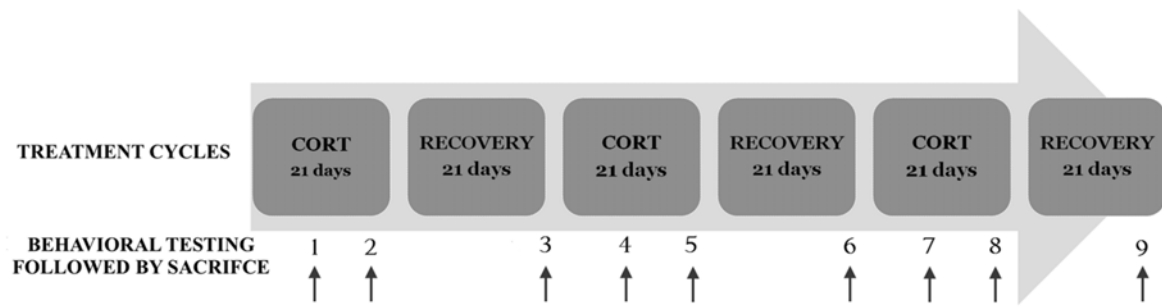 CORT
21 days
RECOVERY
21 days
CORT
21 days
RECOVERY
21 days
CORT
21 days
RECOVERY
21 days
TREATMENT CYCLES
BEHAVIORAL TESTING
FOLLOWED BY SACRIFCE
1 2 3 4 5 6 7 8 9